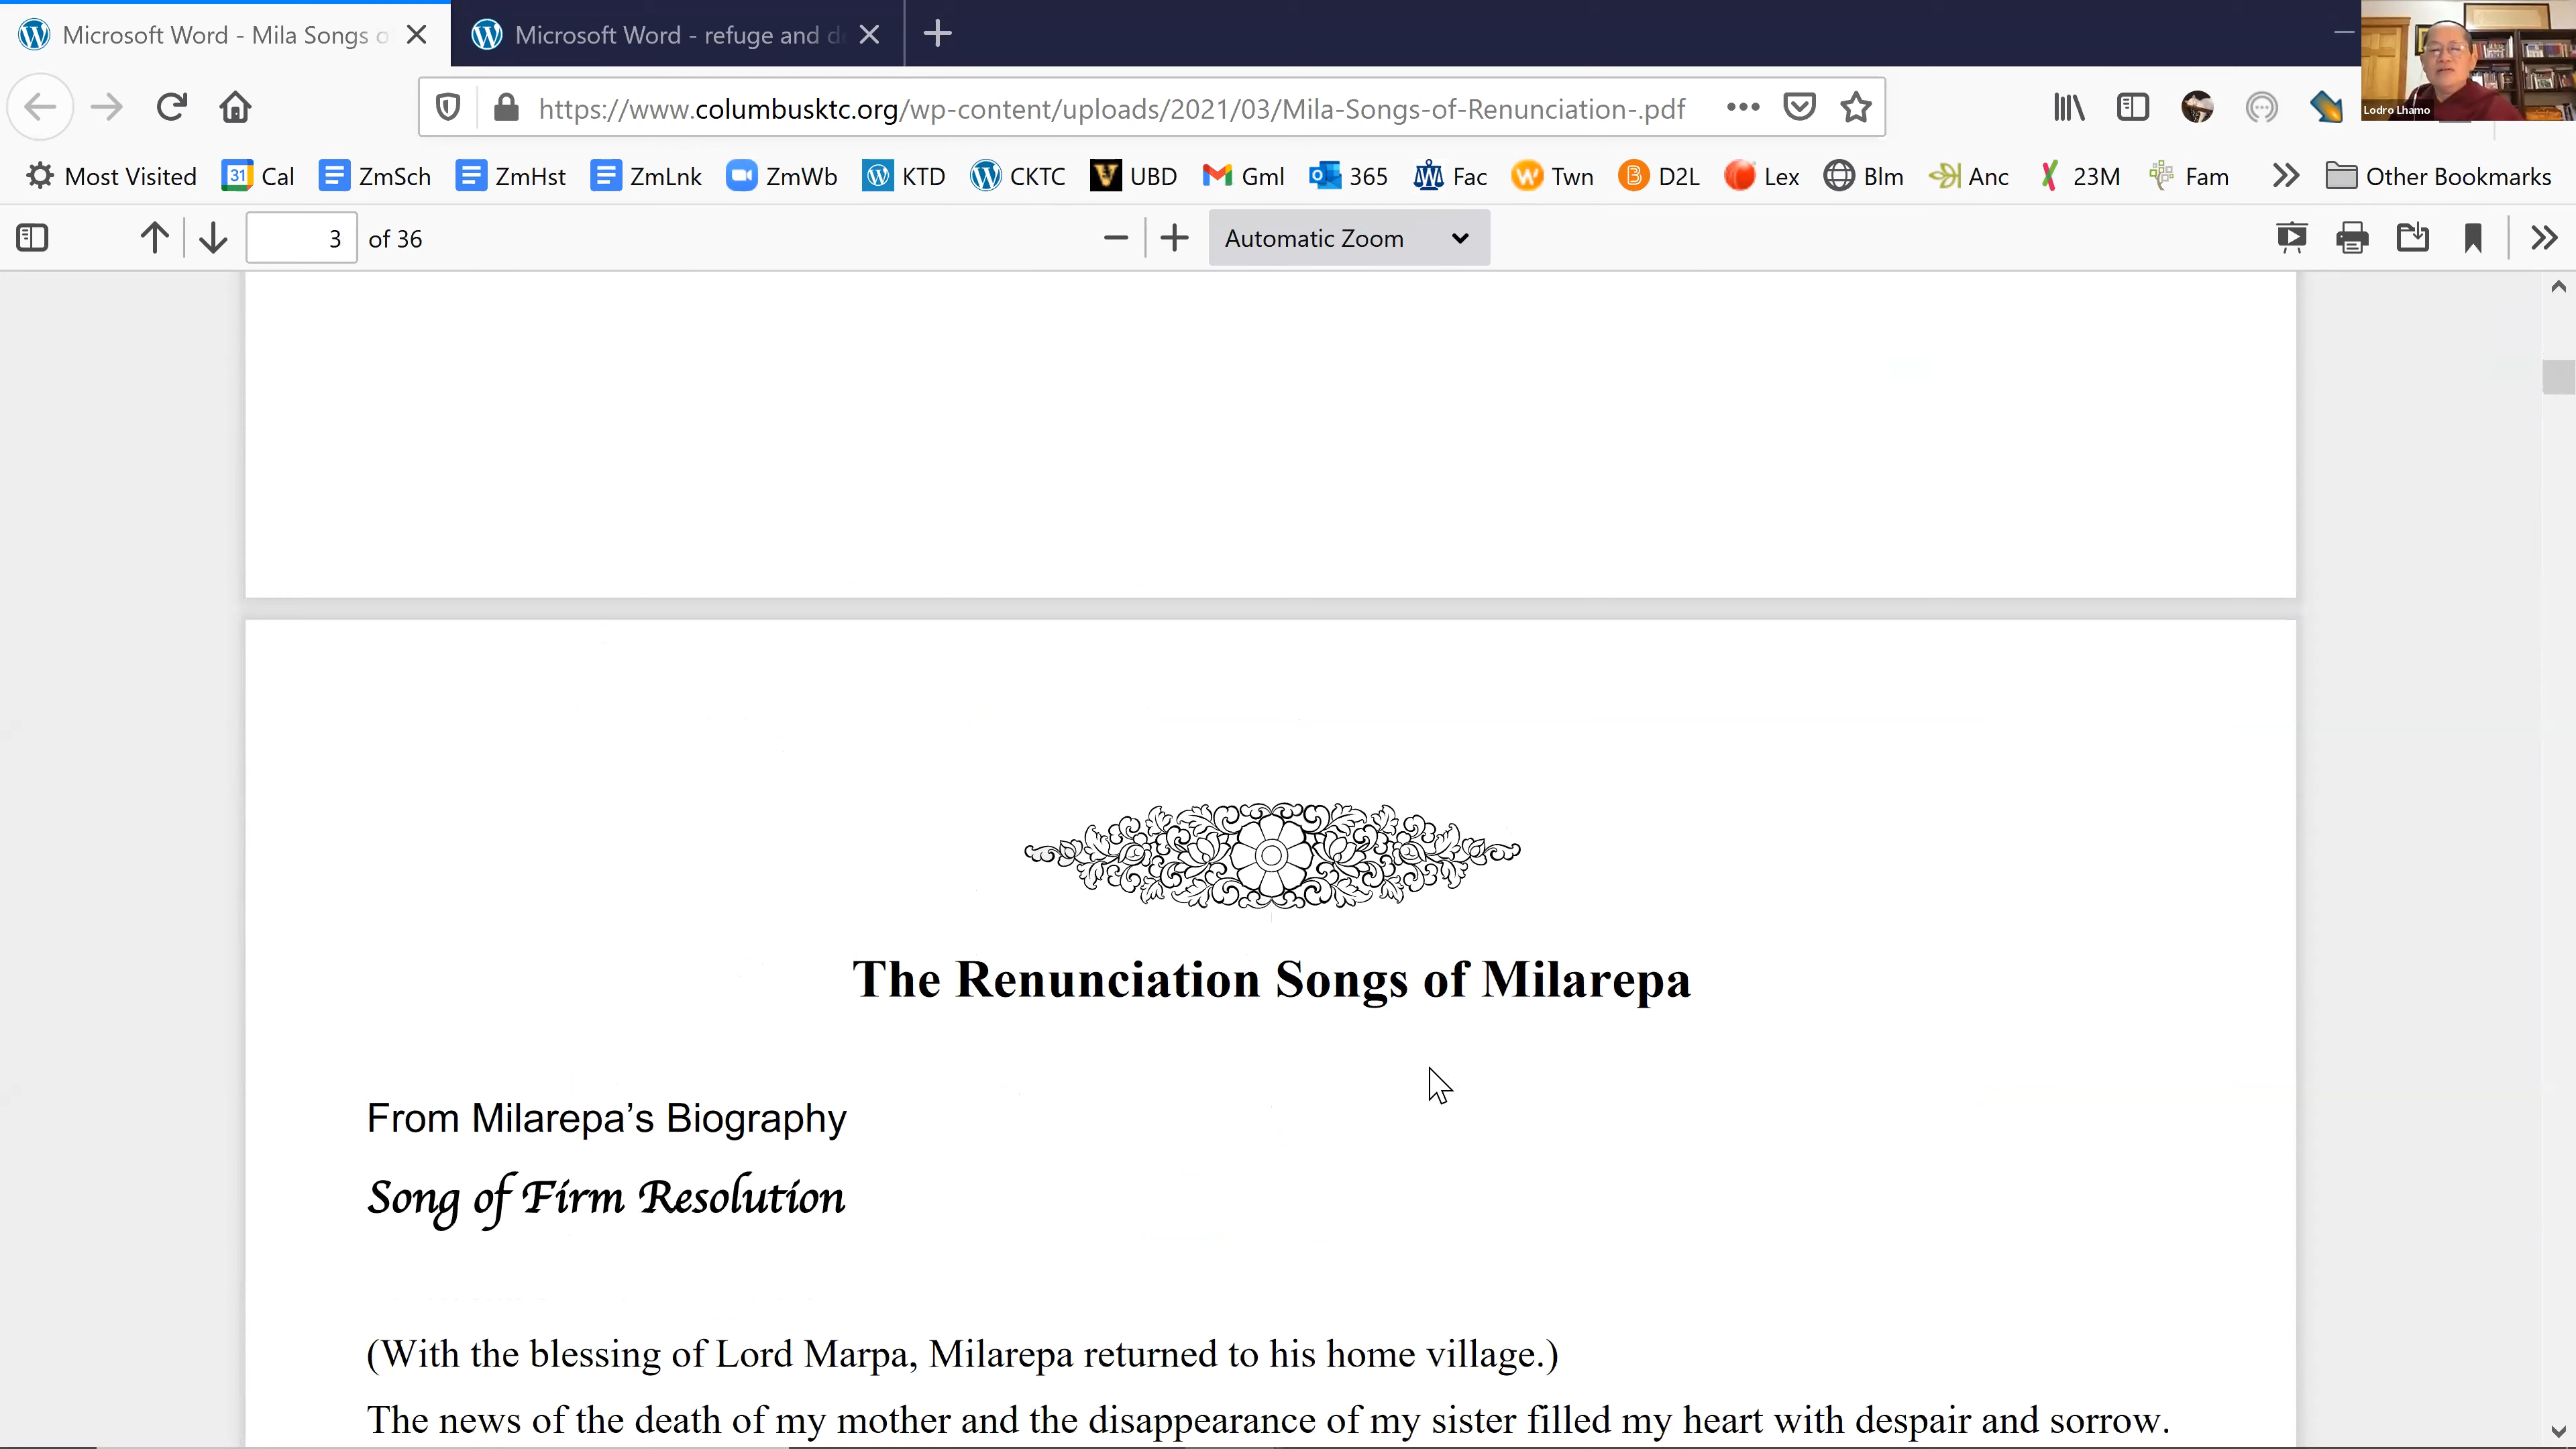 Microsoft Word - Mila Songs o
Microsoft Word - refuge and d
https://www.columbusktc.org/wp-content/uploads/2021/03/Mila-Songs-of-Renunciation-.pdf
Lodro Lhamo
Most Visited 31 Cal ZmSch ZmHst ZmLnk ZmWb KTD CKTC UBD Gml 365 Fac Twn D2L Lex Blm Anc 23M Fam Other Bookmarks
3 of 36 Automatic Zoom
The Renunciation Songs of Milarepa
From Milarepa’s Biography
Song of Firm Resolution
(With the blessing of Lord Marpa, Milarepa returned to his home village.)
The news of the death of my mother and the disappearance of my sister filled my heart with despair and sorrow.